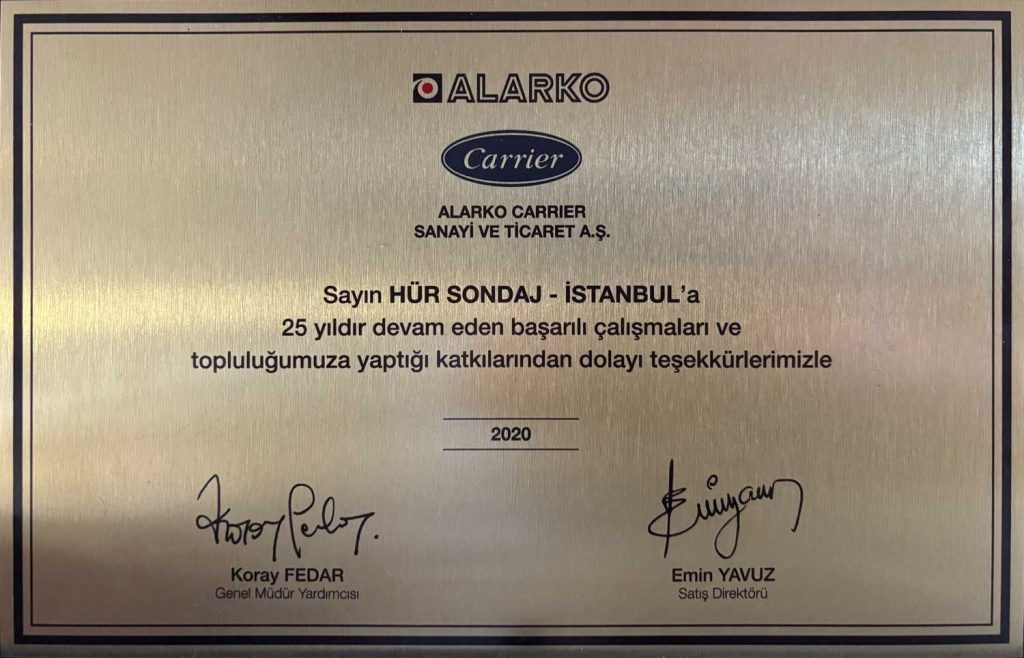 ALARKO
Carrier
ALARKO CARRIER
SANAYİ VE TİCARET A.Ş.
Sayın HÜR SONDAJ - İSTANBUL'a
25 yıldır devam eden başarılı çalışmaları ve
topluluğumuza yaptığı katkılarından dolayı teşekkürlerimizle
2020
Koray FEDAR
Genel Müdür Yardımcısı
Emin YAVUZ
Satış Direktörü